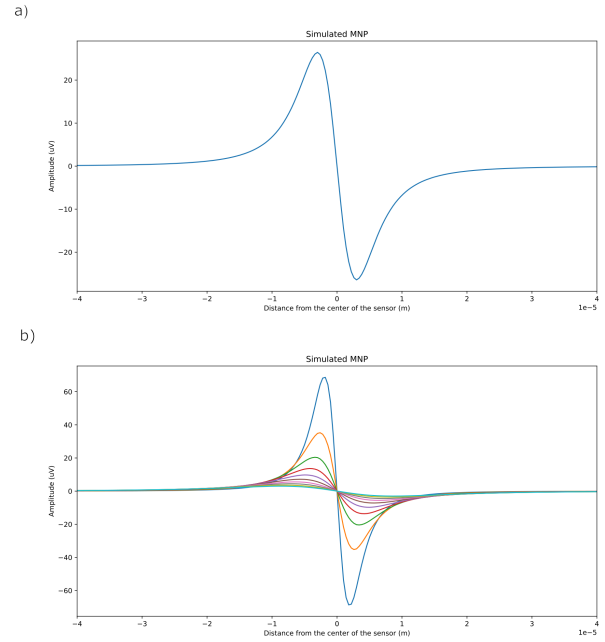 a)
Simulated MNP
Amplitude (uV)
20
10
0
−10
−20
−4 −3 −2 −1 0 1 2 3 4
1e−5
Distance from the center of the sensor (m)
b)
Simulated MNP
Amplitude (uV)
60
40
20
0
−20
−40
−60
−4 −3 −2 −1 0 1 2 3 4
1e−5
Distance from the center of the sensor (m)